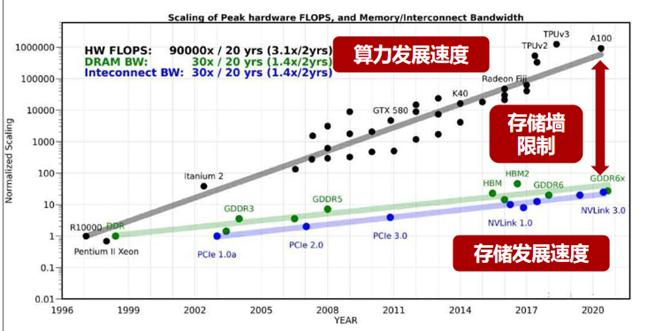 Scaling of Peak hardware FLOPS, and Memory/Interconnect Bandwidth
HW FLOPS: 90000x / 20 yrs (3.1x/2yrs)
DRAM BW: 30x / 20 yrs (1.4x/2yrs)
Inteconnect BW: 30x / 20 yrs (1.4x/2yrs)
算力发展速度
TPUv3
TPUv2
A100
Radeon Fiji
K40
GTX 580
存储墙
限制
Itanium 2
HBM2
HBM
GDDR6
GDDR6x
GDDR5
GDDR3
R10000
DDR
Pentium II Xeon
NVLink 3.0
NVLink 1.0
PCIe 3.0
PCIe 2.0
PCIe 1.0a
存储发展速度
Normalized Scaling
1000000
100000
10000
1000
100
10
1
0.1
0.01
1996
1999
2002
2005
2008
2011
2014
2017
2020
YEAR